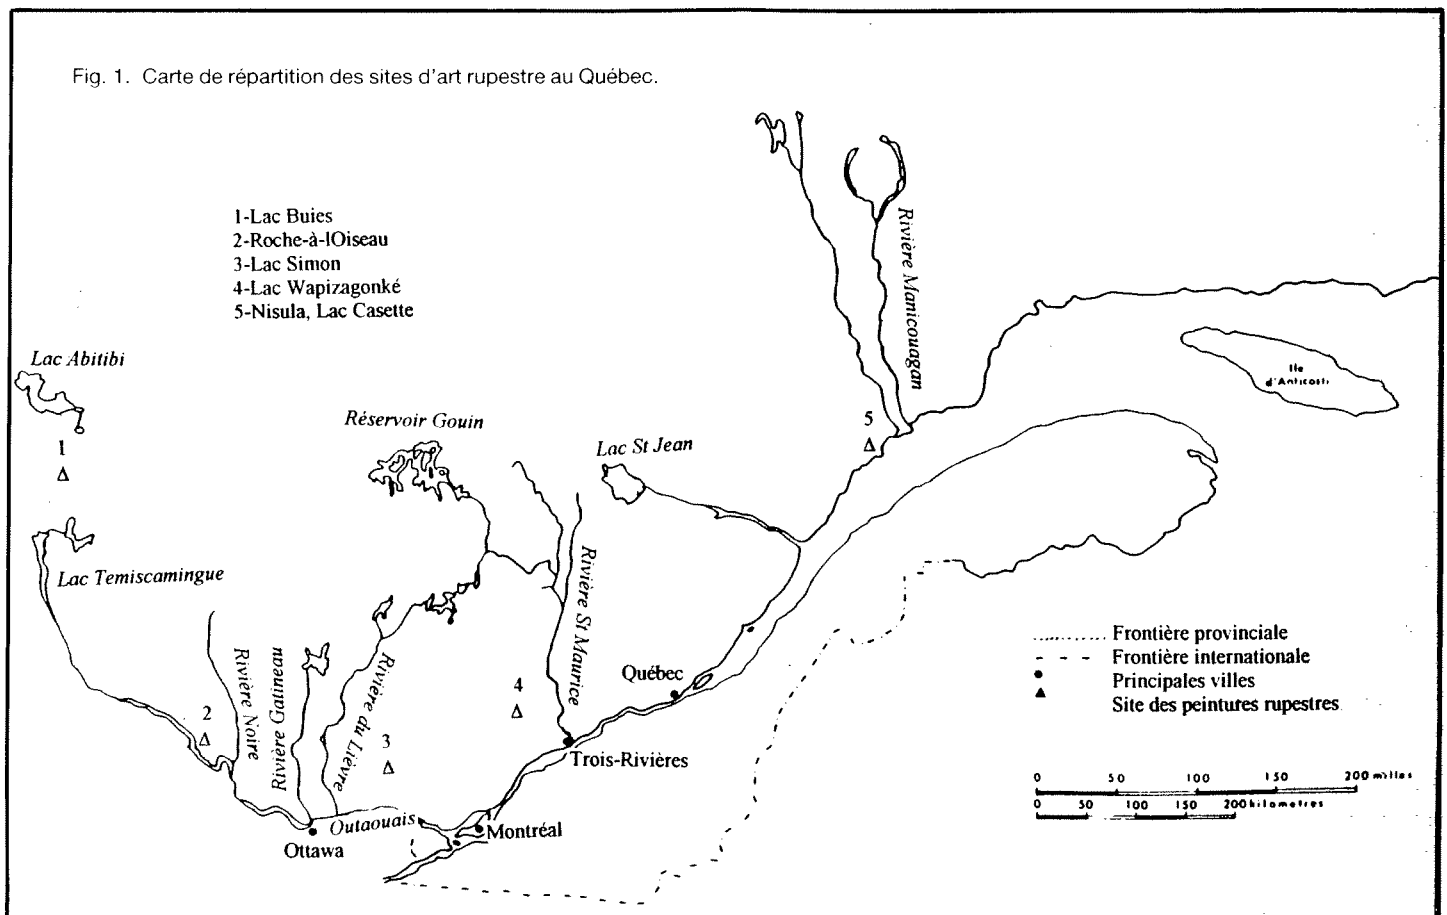 Fig. 1. Carte de répartition des sites d'art rupestre au Québec.
1-Lac Buies
2-Roche-à-lOiseau
3-Lac Simon
4-Lac Wapizagonké
5-Nisula, Lac Casette
Lac Abitibi
1
Réservoir Gouin
Lac St Jean
5
Rivière Manicouagan
Ile
d'Anticosti
Lac Temiscamingue
Rivière Noire
Rivière Gatineau
Rivière du Lièvre
Rivière St Maurice
2
3
4
Québec
Trois-Rivières
Montréal
Outaouais
Ottawa
Frontière provinciale
Frontière internationale
Principales villes
Site des peintures rupestres
0 50 100 150 200 milles
0 50 100 150 200 kilometres